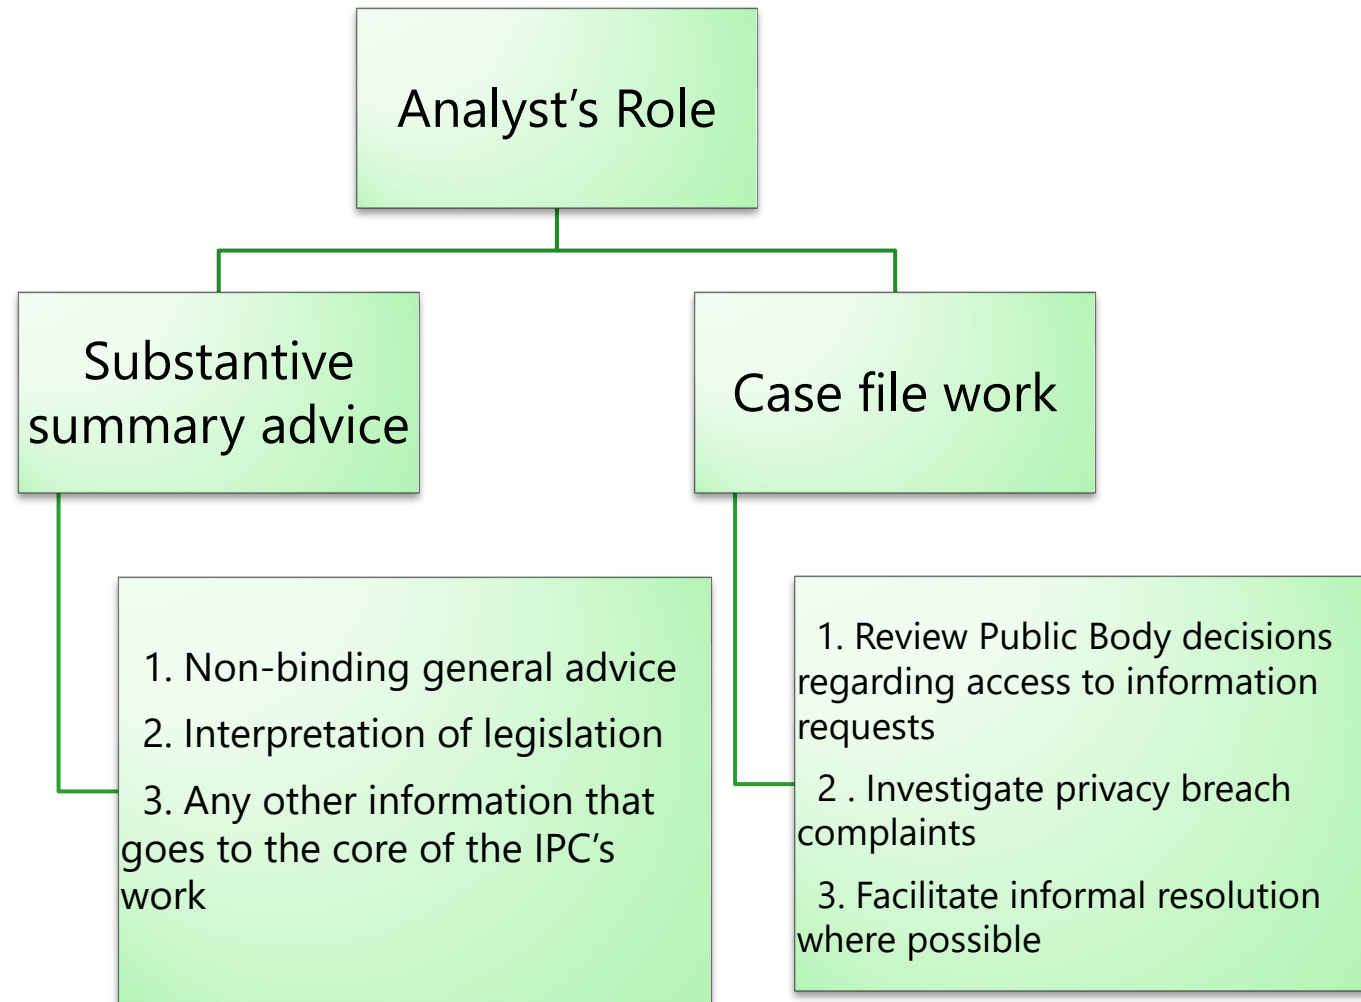 Analyst’s Role
Substantive
summary advice
Case file work
1. Non-binding general advice
2. Interpretation of legislation
3. Any other information that
goes to the core of the IPC’s
work
1. Review Public Body decisions
regarding access to information
requests
2 . Investigate privacy breach
complaints
3. Facilitate informal resolution
where possible